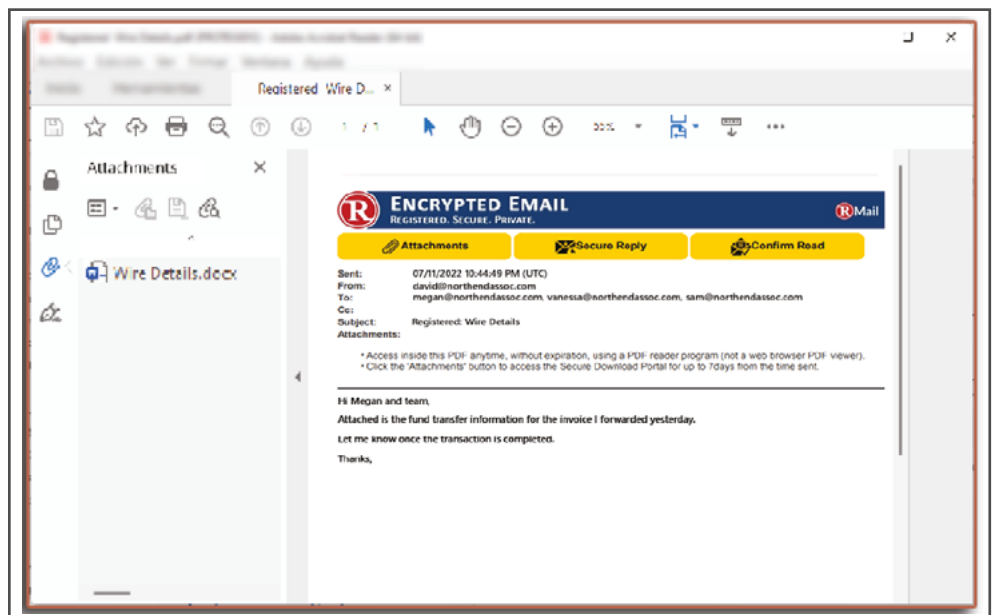 Registered Wire D... ×
Attachments
Wire Details.docx
R ENCRYPTED EMAIL
REGISTERED. SECURE. PRIVATE.
RMail
Attachments Secure Reply Confirm Read
Sent: 07/11/2022 10:44:49 PM (UTC)
From: david@northendassoc.com
To: megan@northendassoc.com, vanessa@northendassoc.com, sam@northendassoc.com
Cc:
Subject: Registered: Wire Details
Attachments:
• Access inside this PDF anytime, without expiration, using a PDF reader program (not a web browser PDF viewer).
• Click the 'Attachments' button to access the Secure Download Portal for up to 7days from the time sent.
Hi Megan and team,
Attached is the fund transfer information for the invoice I forwarded yesterday.
Let me know once the transaction is completed.
Thanks,